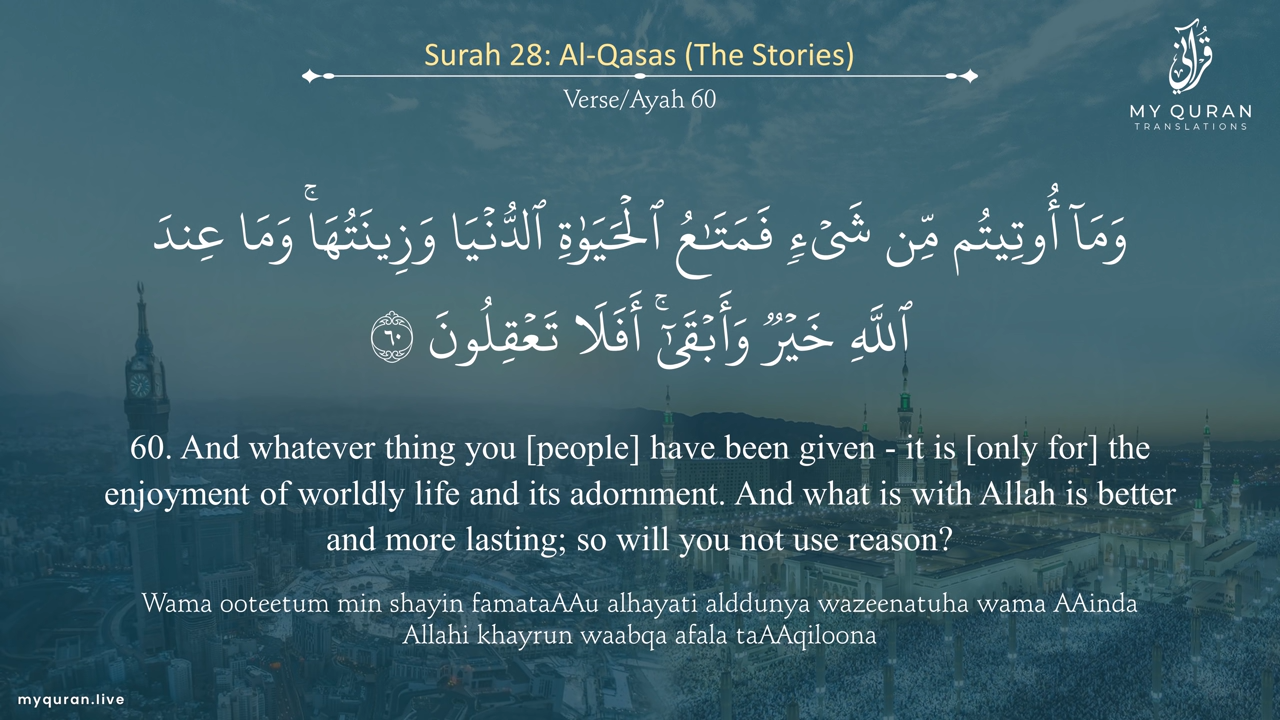 Surah 28: Al-Qasas (The Stories)
Verse/Ayah 60
قُرْآنِي
MY QURAN
TRANSLATIONS
وَمَآ أُوتِيتُم مِّن شَىْءٍ فَمَتَـٰعُ ٱلْحَيَوٰةِ ٱلدُّنْيَا وَزِينَتُهَا ۚ وَمَا عِندَ
ٱللَّهِ خَيْرٌ وَأَبْقَىٰٓ ۚ أَفَلَا تَعْقِلُونَ ٦٠
60. And whatever thing you [people] have been given - it is [only for] the
enjoyment of worldly life and its adornment. And what is with Allah is better
and more lasting; so will you not use reason?
Wama ooteetum min shayin famataAAu alhayati alddunya wazeenatuha wama AAinda
Allahi khayrun waabqa afala taAAqiloona
myquran.live